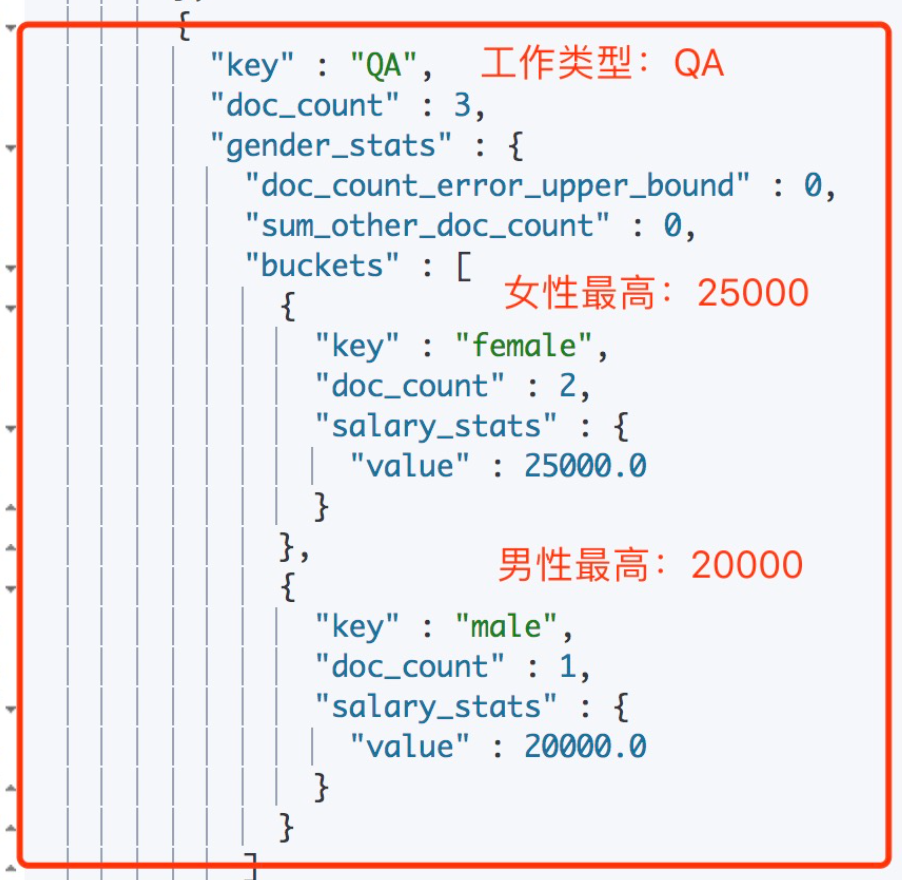 {
"key" : "QA", 工作类型：QA
"doc_count" : 3,
"gender_stats" : {
"doc_count_error_upper_bound" : 0,
"sum_other_doc_count" : 0,
"buckets" : [
女性最高：25000
{
"key" : "female",
"doc_count" : 2,
"salary_stats" : {
"value" : 25000.0
}
},
男性最高：20000
{
"key" : "male",
"doc_count" : 1,
"salary_stats" : {
"value" : 20000.0
}
}
]